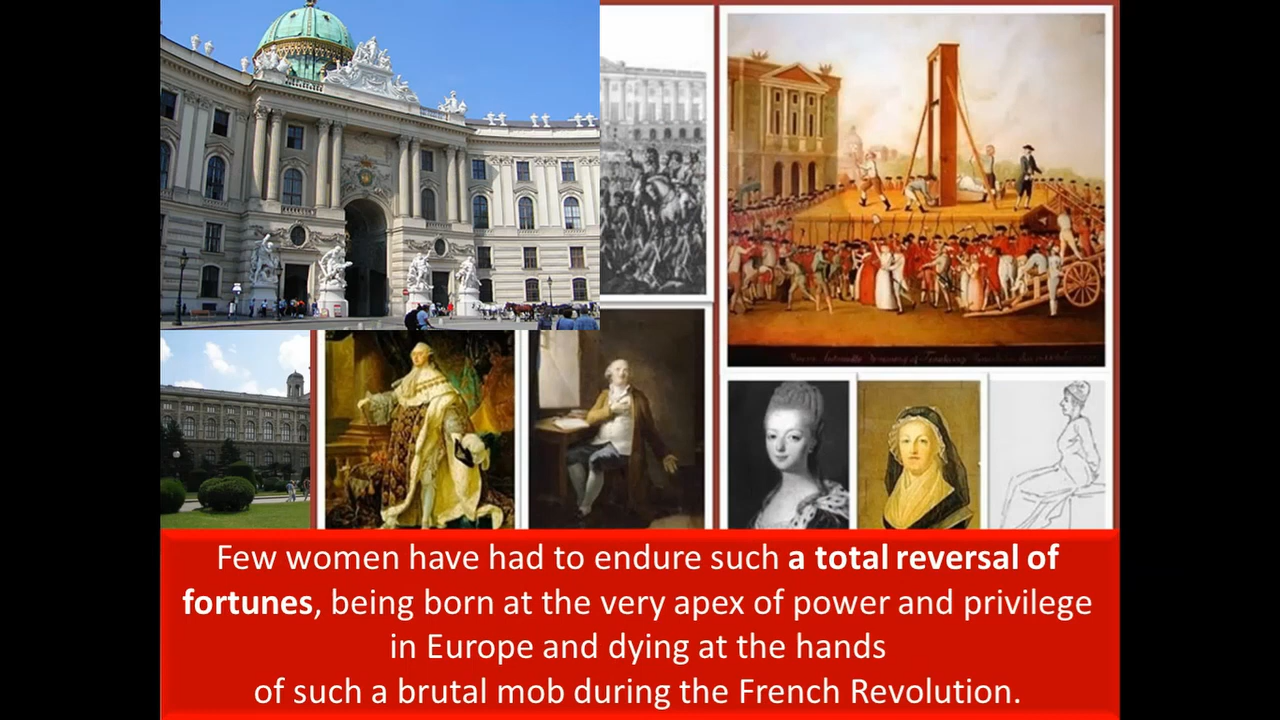 Few women have had to endure such a total reversal of
fortunes, being born at the very apex of power and privilege
in Europe and dying at the hands
of such a brutal mob during the French Revolution.